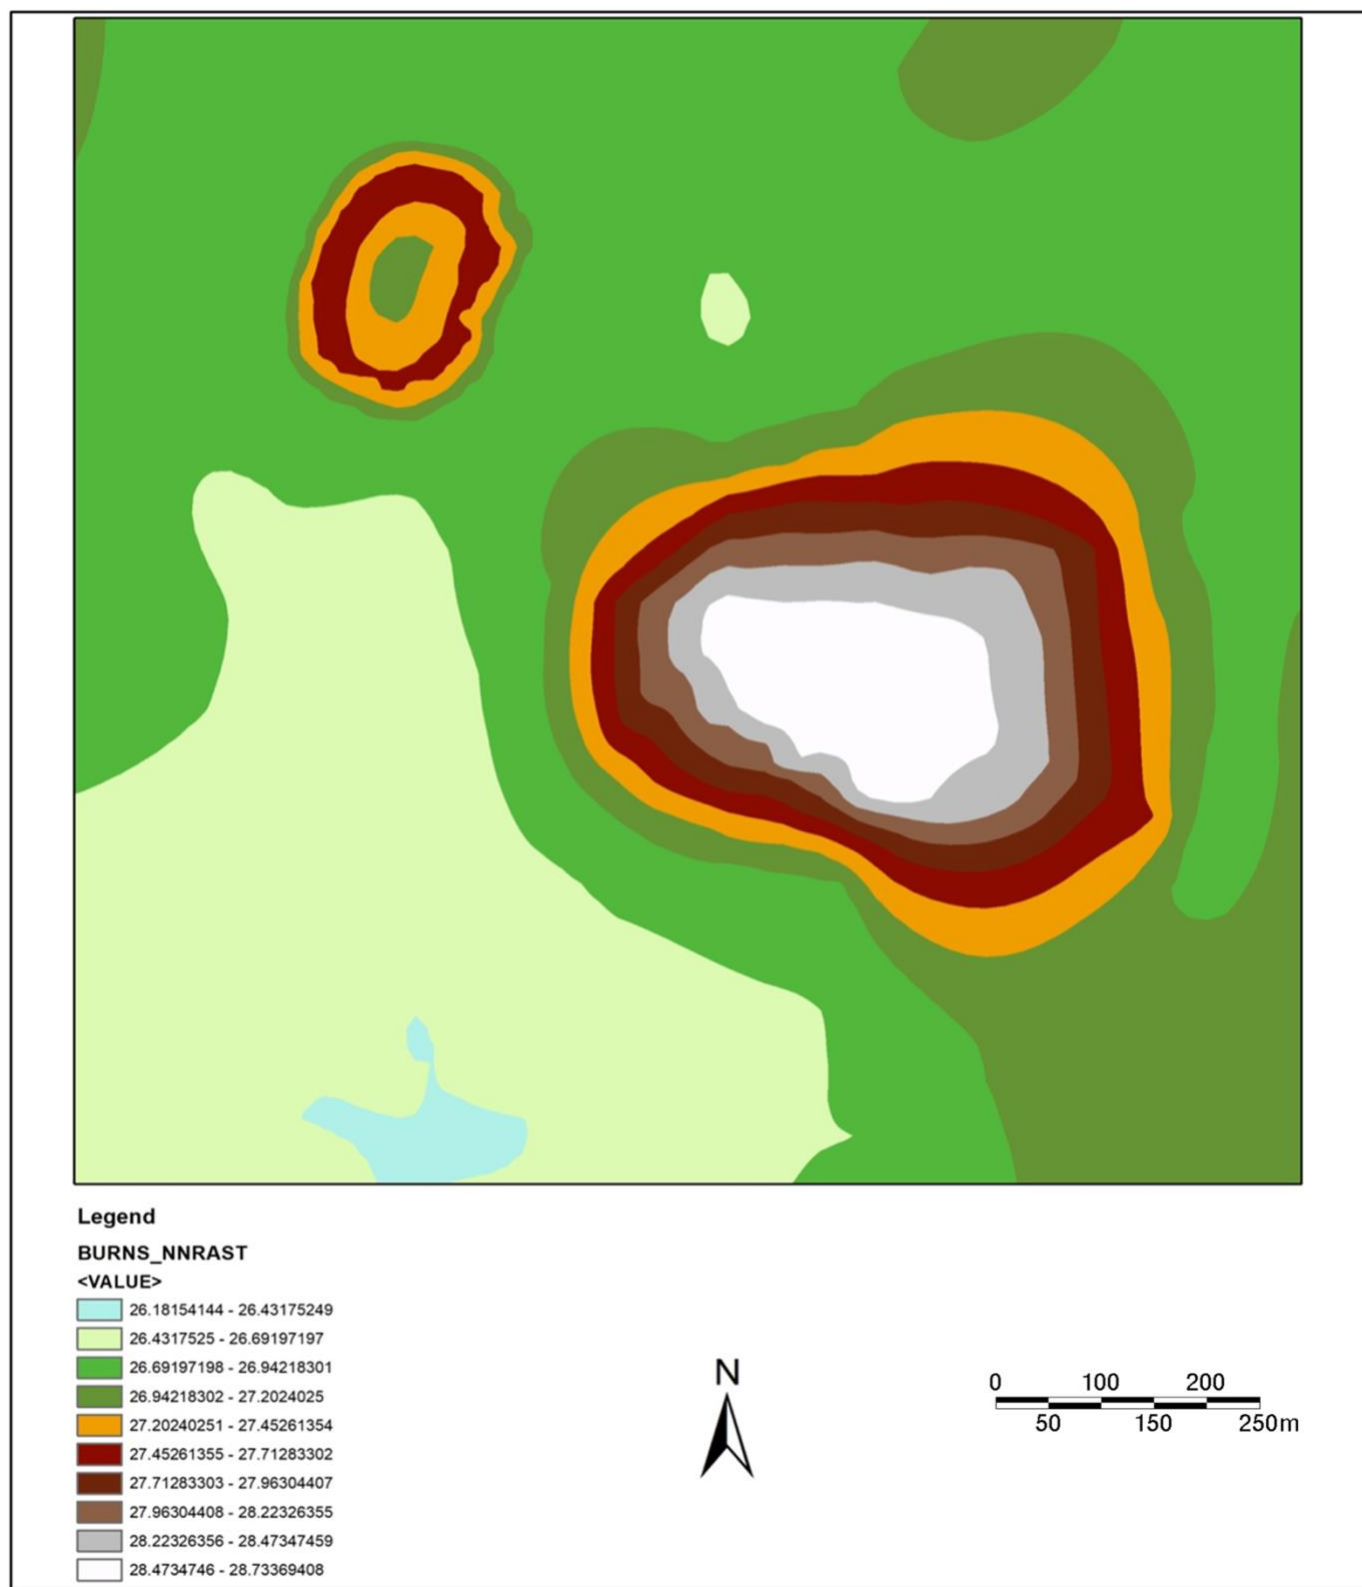 Legend
BURNS_NNRAST
<VALUE>
26.18154144 - 26.43175249
26.4317525 - 26.69197197
26.69197198 - 26.94218301
26.94218302 - 27.2024025
27.20240251 - 27.45261354
27.45261355 - 27.71283302
27.71283303 - 27.96304407
27.96304408 - 28.22326355
28.22326356 - 28.47347459
28.4734746 - 28.73369408
N
0 100 200
50 150 250m